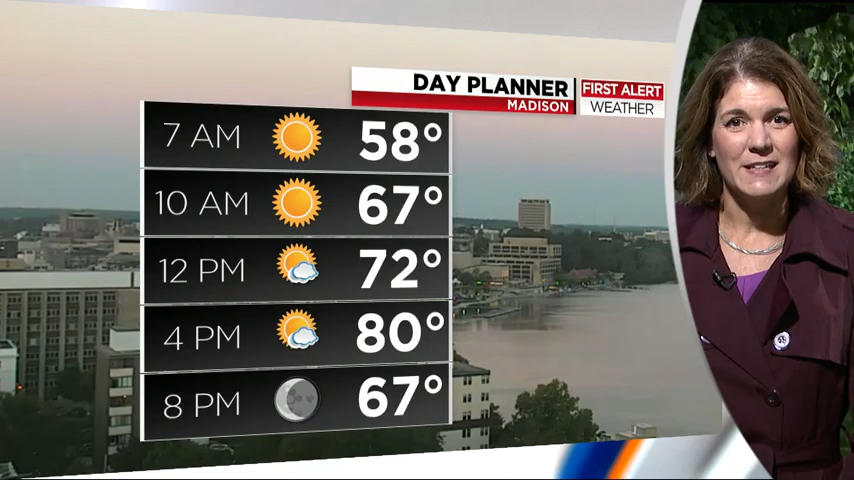 DAY PLANNER
MADISON
FIRST ALERT
WEATHER
7 AM 58°
10 AM 67°
12 PM 72°
4 PM 80°
8 PM 67°